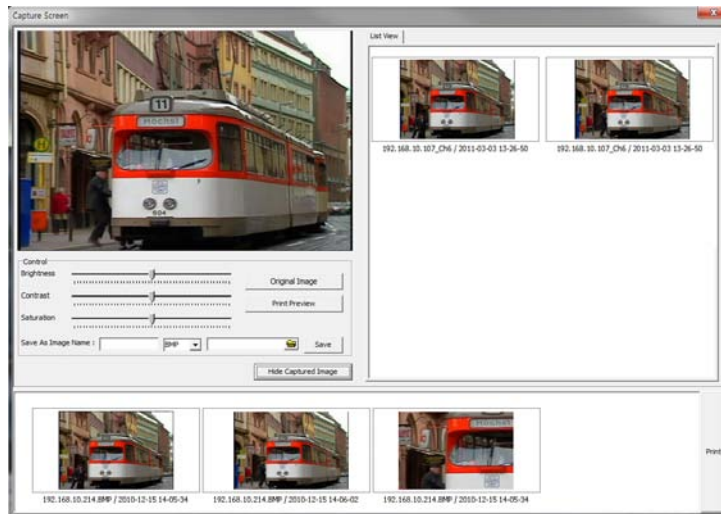 Capture Screen
x
11
Höchst
H
604
List View
192.168.10.107_Ch6 / 2011-03-03 13-26-50
192.168.10.107_Ch6 / 2011-03-03 13-26-50
Control
Brightness
Original Image
Contrast
Print Preview
Saturation
Save As Image Name :
BMP
Save
Hide Captured Image
192.168.10.214.BMP / 2010-12-15 14-05-34
192.168.10.214.BMP / 2010-12-15 14-06-02
192.168.10.214.BMP / 2010-12-15 14-05-34
Print